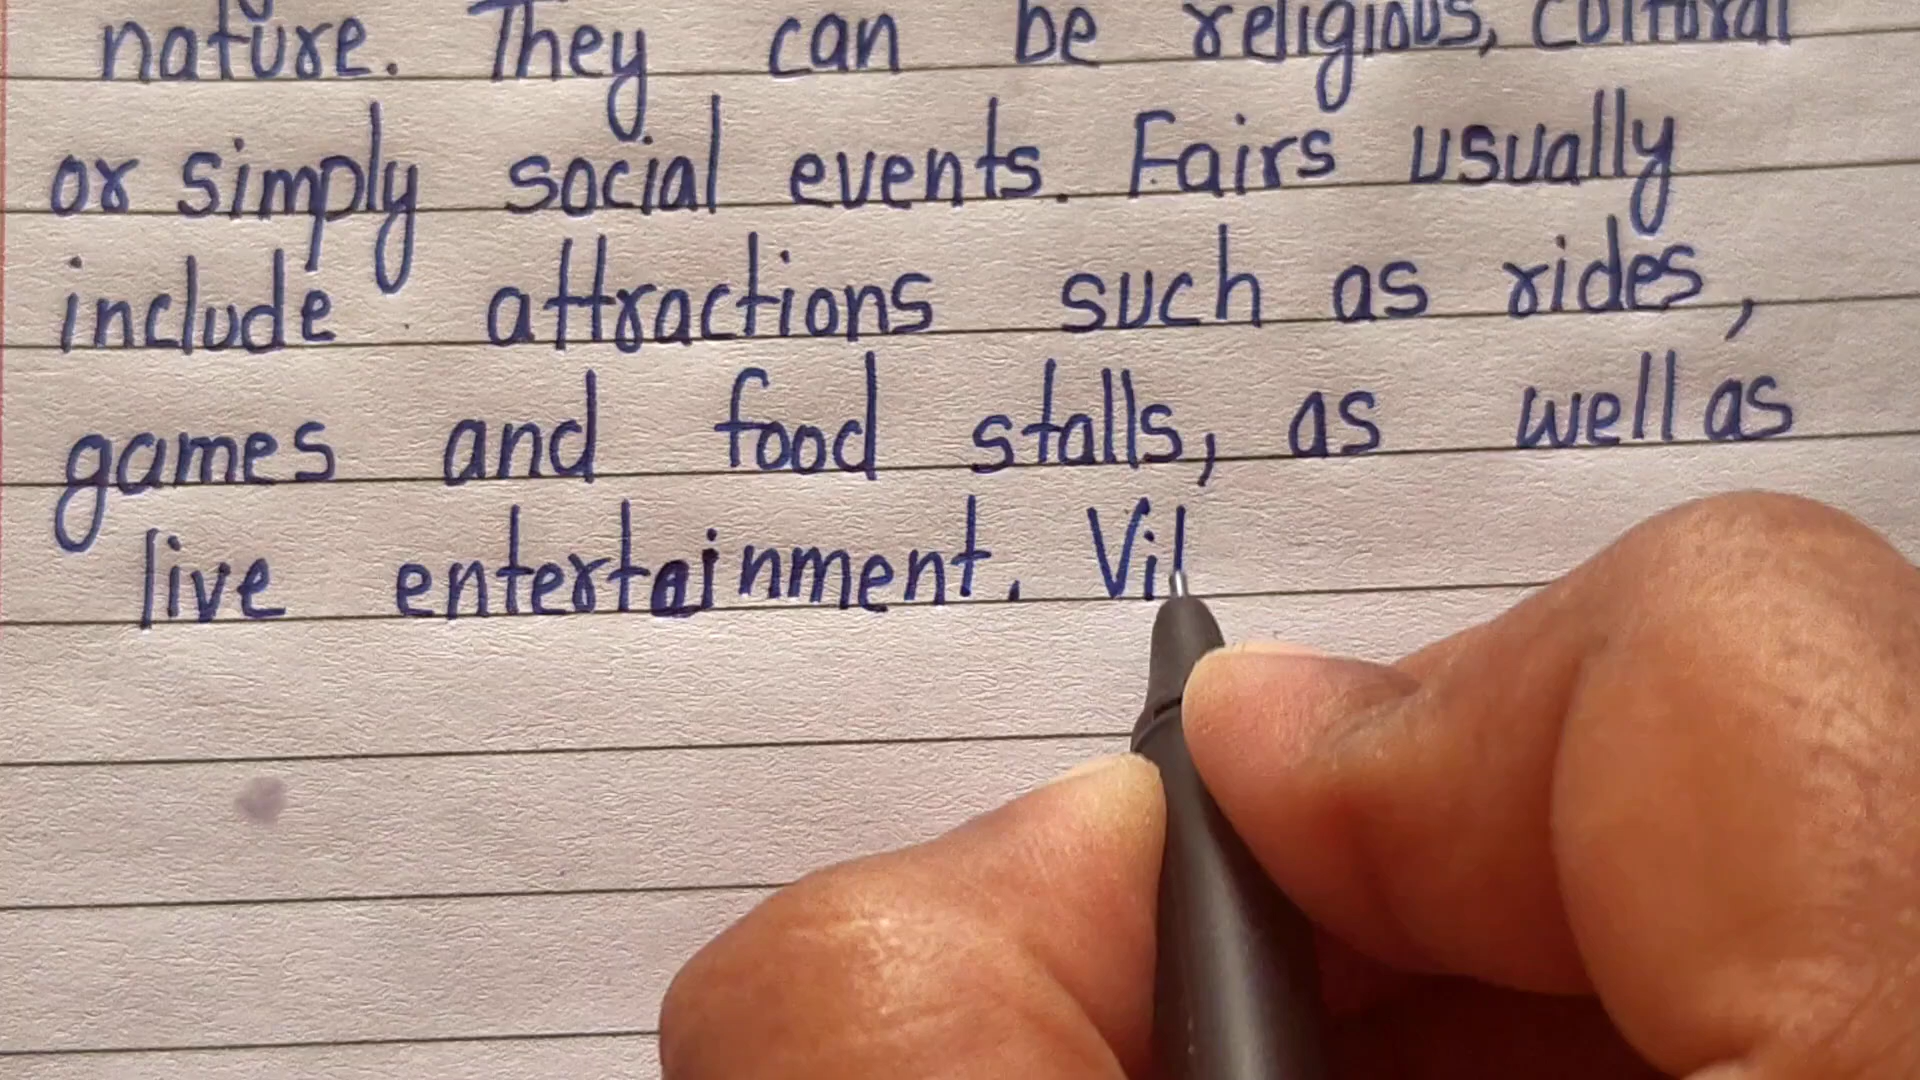 nature. They can be religious, cultural
or simply social events. Fairs usually
include attractions such as rides,
games and food stalls, as well as
live entertainment. Vil